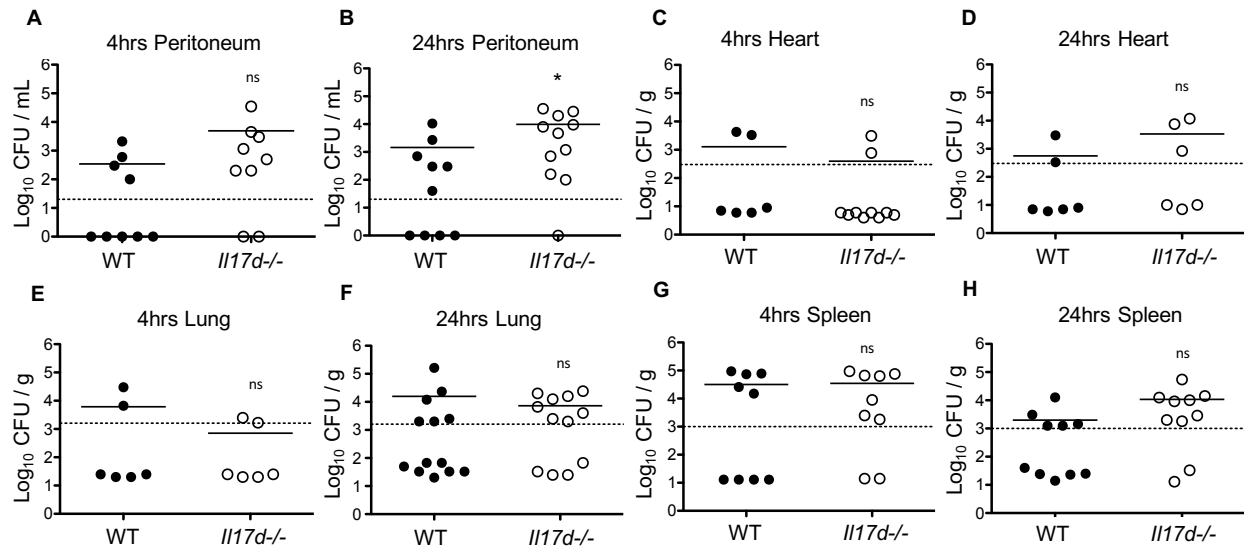 A
4hrs Peritoneum
ns
Log10 CFU / mL
6
5
4
3
2
1
0
WT
Il17d-/-
B
24hrs Peritoneum
*
Log10 CFU / mL
6
5
4
3
2
1
0
WT
Il17d-/-
C
4hrs Heart
ns
Log10 CFU / g
6
5
4
3
2
1
0
WT
Il17d-/-
D
24hrs Heart
ns
Log10 CFU / g
6
5
4
3
2
1
0
WT
Il17d-/-
E
4hrs Lung
ns
Log10 CFU / g
6
5
4
3
2
1
0
WT
Il17d-/-
F
24hrs Lung
ns
Log10 CFU / g
6
5
4
3
2
1
0
WT
Il17d-/-
G
4hrs Spleen
ns
Log10 CFU / g
6
5
4
3
2
1
0
WT
Il17d-/-
H
24hrs Spleen
ns
Log10 CFU / g
6
5
4
3
2
1
0
WT
Il17d-/-